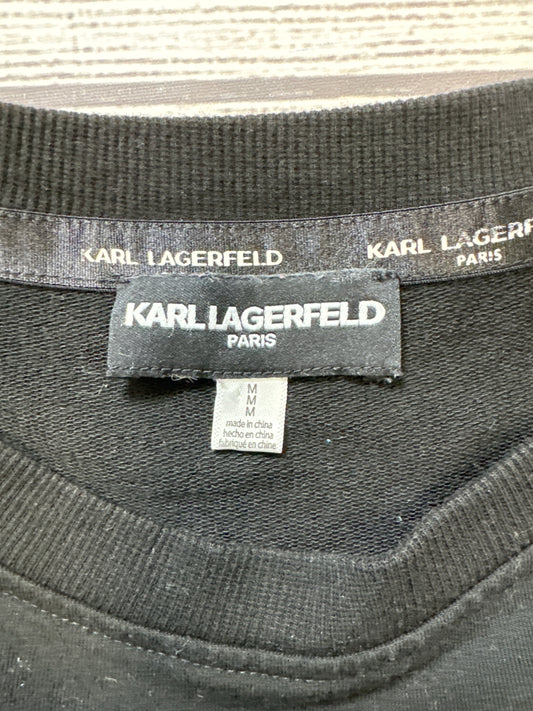 KARL LAGERFELD
KARL LAGERF
PARIS
KARL LAGERFELD
PARIS
M
M
M
made in china
hecho en china
fabriqué en chine